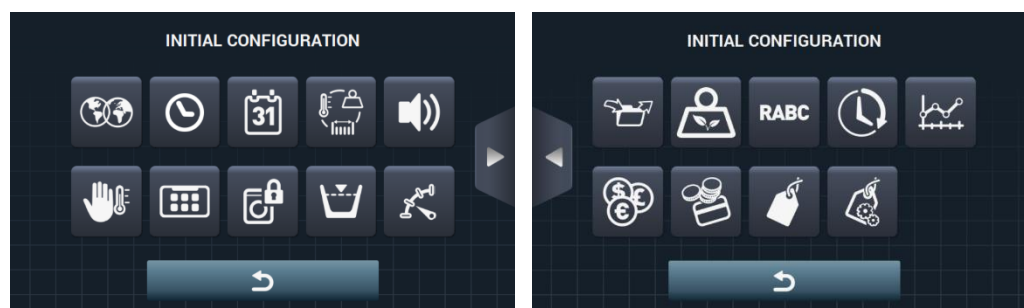 INITIAL CONFIGURATION
31
INITIAL CONFIGURATION
RABC
$
€
€